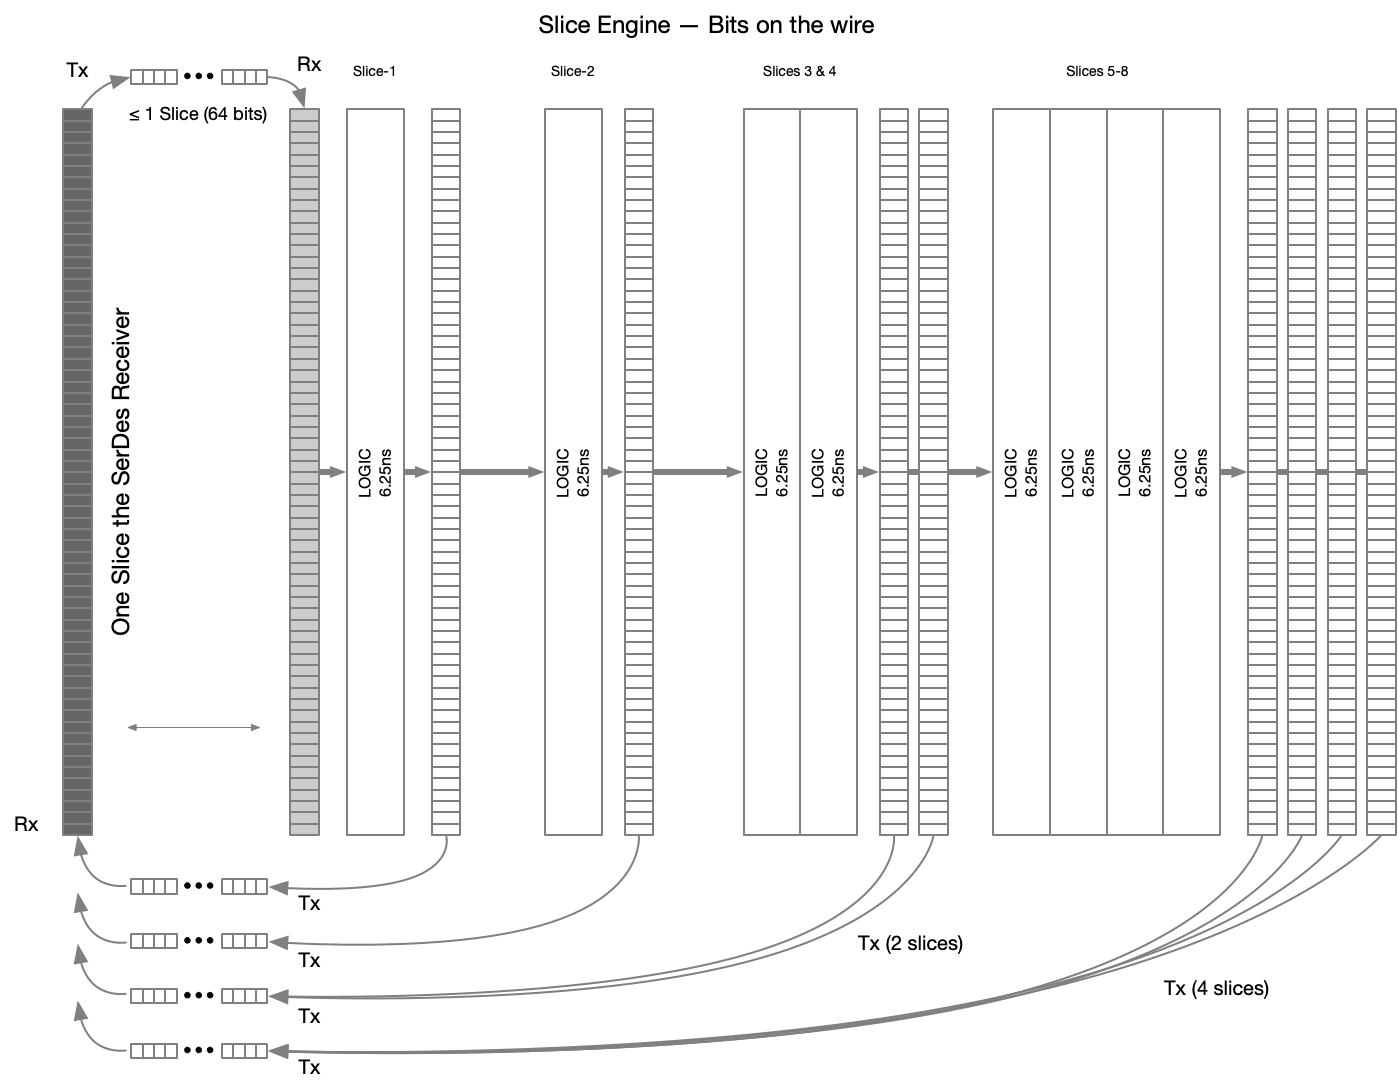 Slice Engine — Bits on the wire
Tx
Rx
Slice-1
Slice-2
Slices 3 & 4
Slices 5-8
≤ 1 Slice (64 bits)
One Slice the SerDes Receiver
LOGIC
6.25ns
LOGIC
6.25ns
LOGIC
6.25ns
LOGIC
6.25ns
LOGIC
6.25ns
LOGIC
6.25ns
LOGIC
6.25ns
LOGIC
6.25ns
Rx
Tx
Tx
Tx (2 slices)
Tx
Tx (4 slices)
Tx